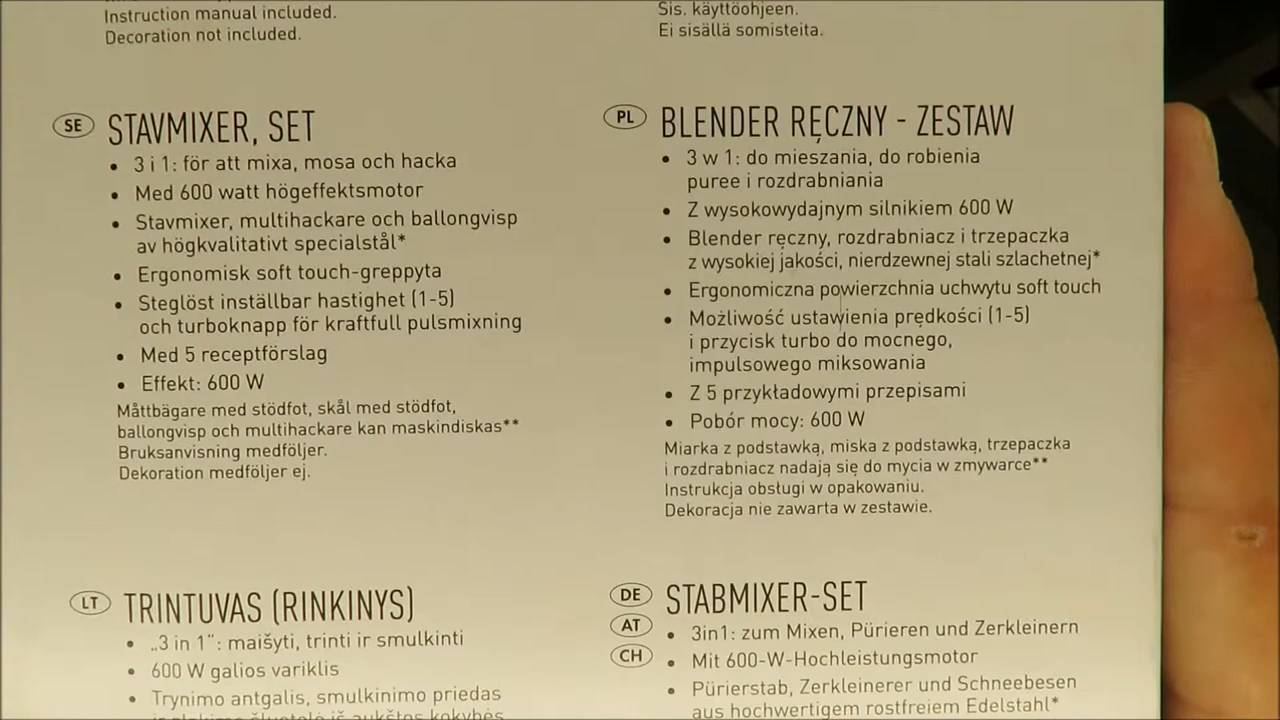 Instruction manual included.
Decoration not included.
Sis. käyttöohjeen.
Ei sisällä somisteita.
SE STAVMIXER, SET
• 3 i 1: för att mixa, mosa och hacka
• Med 600 watt högeffektsmotor
• Stavmixer, multihackare och ballongvisp
av högkvalitativt specialstål*
• Ergonomisk soft touch-greppyta
• Steglöst inställbar hastighet (1-5)
och turboknapp för kraftfull pulsmixning
• Med 5 receptförslag
• Effekt: 600 W
Måttbägare med stödfot, skål med stödfot,
ballongvisp och multihackare kan maskindiskas**
Bruksanvisning medföljer.
Dekoration medföljer ej.
PL BLENDER RĘCZNY - ZESTAW
• 3 w 1: do mieszania, do robienia
puree i rozdrabniania
• Z wysokowydajnym silnikiem 600 W
• Blender ręczny, rozdrabniacz i trzepaczka
z wysokiej jakości, nierdzewnej stali szlachetnej*
• Ergonomiczna powierzchnia uchwytu soft touch
• Możliwość ustawienia prędkości (1-5)
i przycisk turbo do mocnego,
impulsowego miksowania
• Z 5 przykładowymi przepisami
• Pobór mocy: 600 W
Miarka z podstawką, miska z podstawką, trzepaczka
i rozdrabniacz nadają się do mycia w zmywarce**
Instrukcja obsługi w opakowaniu.
Dekoracja nie zawarta w zestawie.
LT TRINTUVAS (RINKINYS)
• „3 in 1“: maišyti, trinti ir smulkinti
• 600 W galios variklis
• Trynimo antgalis, smulkinimo priedas
ir plakimo šluotelė iš aukštos kokybės
DE
AT
CH
STABMIXER-SET
• 3in1: zum Mixen, Pürieren und Zerkleinern
• Mit 600-W-Hochleistungsmotor
• Pürierstab, Zerkleinerer und Schneebesen
aus hochwertigem rostfreiem Edelstahl*